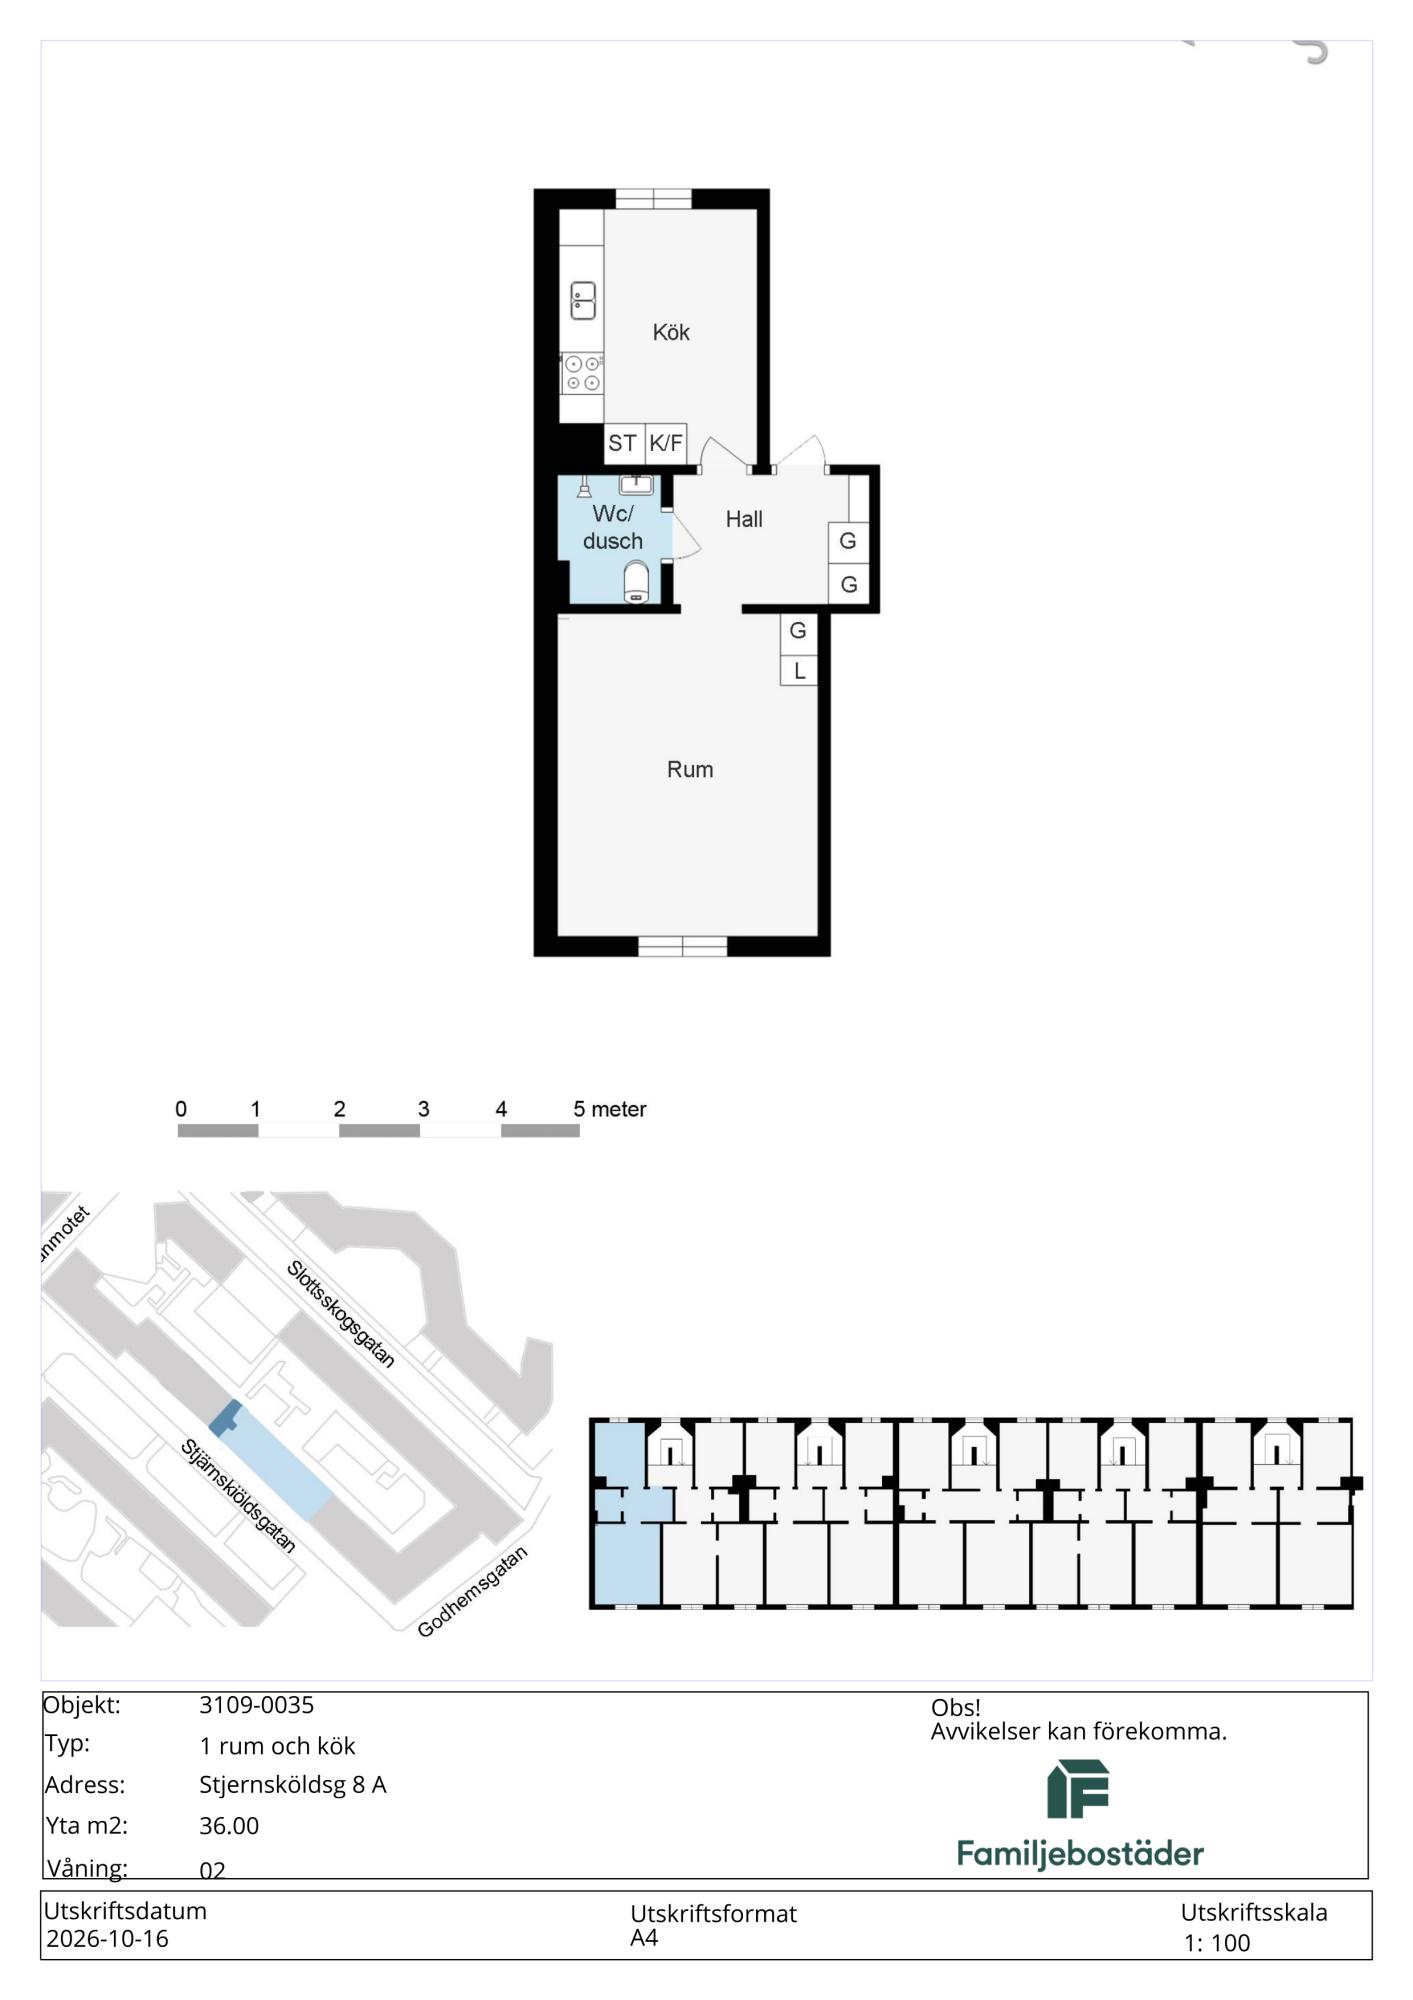 Kök
ST K/F
Wc/
dusch
Hall
G
G
G
L
Rum
0 1 2 3 4 5 meter
Slottsskogsgatan
Stjärnskiöldsgatan
Godhemsgatan
Objekt: 3109-0035
Typ: 1 rum och kök
Adress: Stjernsköldsg 8 A
Yta m2: 36.00
Våning: 02
Obs!
Avvikelser kan förekomma.
Familjebostäder
Utskriftsdatum
2026-10-16
Utskriftsformat
A4
Utskriftsskala
1: 100